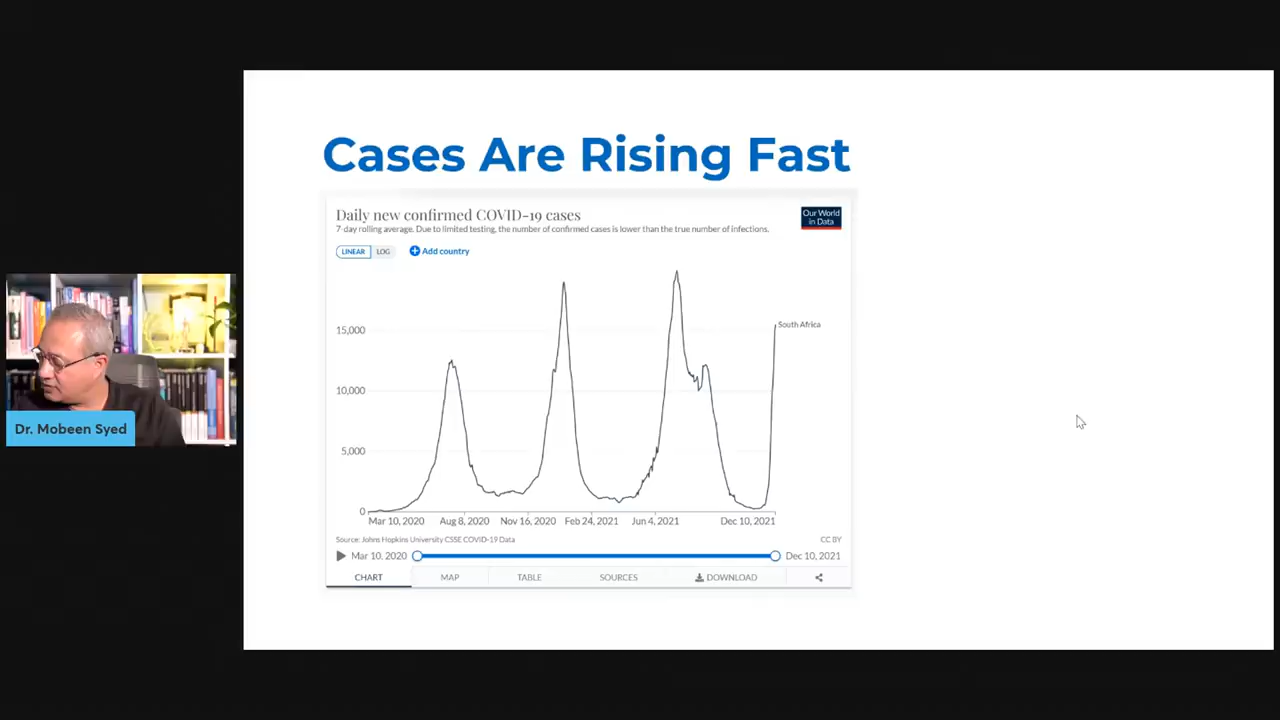 Cases Are Rising Fast
Daily new confirmed COVID-19 cases
7-day rolling average. Due to limited testing, the number of confirmed cases is lower than the true number of infections.
Our World
in Data
LINEAR LOG Add country
South Africa
15,000
10,000
5,000
0
Mar 10, 2020 Aug 8, 2020 Nov 16, 2020 Feb 24, 2021 Jun 4, 2021 Dec 10, 2021
Source: Johns Hopkins University CSSE COVID-19 Data CC BY
Mar 10, 2020 Dec 10, 2021
CHART MAP TABLE SOURCES DOWNLOAD
Dr. Mobeen Syed